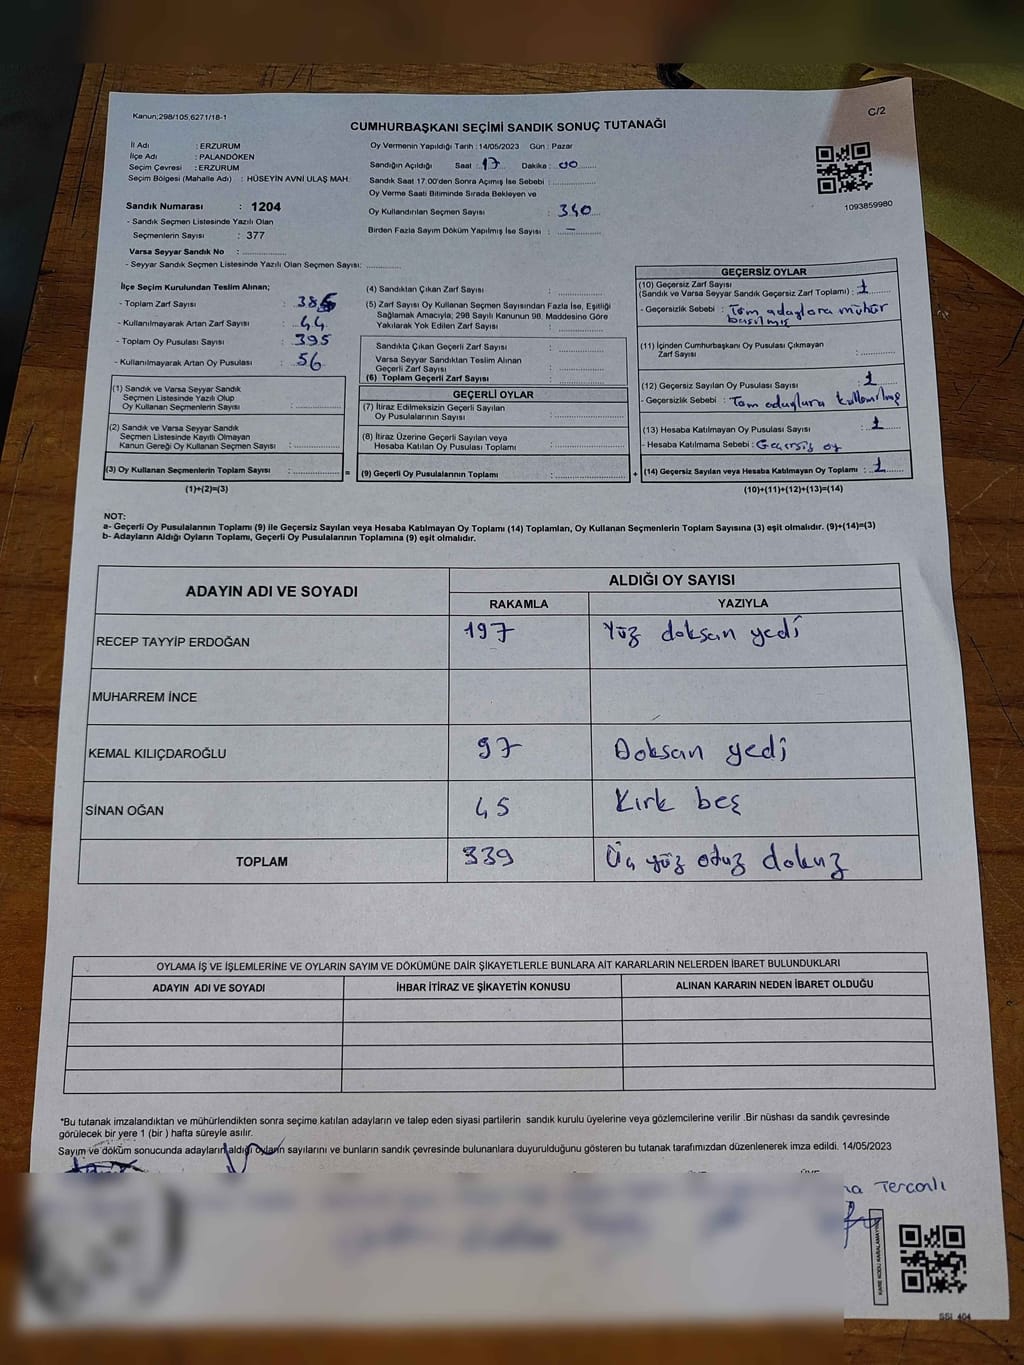 Kanun;298/105,6271/18-1
C/2
CUMHURBAŞKANI SEÇİMİ SANDIK SONUÇ TUTANAĞI
İl Adı : ERZURUM
İlçe Adı : PALANDÖKEN
Seçim Çevresi : ERZURUM
Seçim Bölgesi (Mahalle Adı) : HÜSEYİN AVNİ ULAŞ MAH.
Sandık Numarası : 1204
- Sandık Seçmen Listesinde Yazılı Olan
Seçmenlerin Sayısı : 377
Varsa Seyyar Sandık No :
- Seyyar Sandık Seçmen Listesinde Yazılı Olan Seçmen Sayısı:
Oy Vermenin Yapıldığı Tarih :14/05/2023 Gün : Pazar
Sandığın Açıldığı Saat : 17 Dakika : 00
Sandık Saat 17.00'den Sonra Açımış İse Sebebi :
Oy Verme Saati Bitiminde Sırada Bekleyen ve
Oy Kullandırılan Seçmen Sayısı : 340
Birden Fazla Sayım Döküm Yapılmış İse Sayısı : -
1093859980
İlçe Seçim Kurulundan Teslim Alınan;
- Toplam Zarf Sayısı :
- Kullanılmayarak Artan Zarf Sayısı : 44
- Toplam Oy Pusulası Sayısı : 395
- Kullanılmayarak Artan Oy Pusulası : 56
(1) Sandık ve Varsa Seyyar Sandık
Seçmen Listesinde Yazılı Olup
Oy Kullanan Seçmenlerin Sayısı :
(2) Sandık ve Varsa Seyyar Sandık
Seçmen Listesinde Kayıtlı Olmayan
Kanun Gereği Oy Kullanan Seçmen Sayısı :
(3) Oy Kullanan Seçmenlerin Toplam Sayısı :
(1)+(2)=(3)
(4) Sandıktan Çıkan Zarf Sayısı :
(5) Zarf Sayısı Oy Kullanan Seçmen Sayısından Fazla İse, Eşitliği
Sağlamak Amacıyla, 298 Sayılı Kanunun 98. Maddesine Göre
Yakılarak Yok Edilen Zarf Sayısı :
Sandıkta Çıkan Geçerli Zarf Sayısı :
Varsa Seyyar Sandıktan Teslim Alınan
Geçerli Zarf Sayısı :
(6) Toplam Geçerli Zarf Sayısı :
GEÇERLİ OYLAR
(7) İtiraz Edilmeksizin Geçerli Sayılan
Oy Pusulasının Sayısı :
(8) İtiraz Üzerine Geçerli Sayılan veya
Hesaba Katılan Oy Pusulası Toplamı :
= (9) Geçerli Oy Pusulalarının Toplamı : +
GEÇERSİZ OYLAR
(10) Geçersiz Zarf Sayısı
(Sandık ve Varsa Seyyar Sandık Geçersiz Zarf Toplamı) : 1
- Geçersizlik Sebebi : Tüm adaylara mühür
basılmış
(11) İçinden Cumhurbaşkanı Oy Pusulası Çıkmayan
Zarf Sayısı :
(12) Geçersiz Sayılan Oy Pusulası Sayısı : 1
- Geçersizlik Sebebi : Tüm adaylara kullanılmış
(13) Hesaba Katılmayan Oy Pusulası Sayısı : 1
- Hesaba Katılmama Sebebi : Geçersiz oy
(14) Geçersiz Sayılan veya Hesaba Katılmayan Oy Toplamı : 1
(10)+(11)+(12)+(13)=(14)
NOT:
a- Geçerli Oy Pusulalarının Toplamı (9) ile Geçersiz Sayılan veya Hesaba Katılmayan Oy Toplamı (14) Toplamları, Oy Kullanan Seçmenlerin Toplam Sayısına (3) eşit olmalıdır. (9)+(14)=(3)
b- Adayların Aldığı Oyların Toplamı, Geçerli Oy Pusulalarının Toplamına (9) eşit olmalıdır.
ADAYIN ADI VE SOYADI
ALDIĞI OY SAYISI
RAKAMLA YAZIYLA
RECEP TAYYİP ERDOĞAN 197 Yüz doksan yedi
MUHARREM İNCE
KEMAL KILIÇDAROĞLU 97 Doksan yedi
SİNAN OĞAN 45 Kırk beş
TOPLAM 339 Üç yüz otuz dokuz
OYLAMA İŞ VE İŞLEMLERİNE VE OYLARIN SAYIM VE DÖKÜMÜNE DAİR ŞİKAYETLERLE BUNLARA AİT KARARLARIN NELERDEN İBARET BULUNDUKLARI
ADAYIN ADI VE SOYADI İHBAR İTİRAZ VE ŞİKAYETİN KONUSU ALINAN KARARIN NEDEN İBARET OLDUĞU
*Bu tutanak imzalandıktan ve mühürlendikten sonra seçime katılan adayların ve talep eden siyasi partilerin sandık kurulu üyelerine veya gözlemcilerine verilir .Bir nüshası da sandık çevresinde
görülecek bir yere 1 (bir ) hafta süreyle asılır.
Sayım ve döküm sonucunda adayların aldığı oyların sayılarını ve bunların sandık çevresinde bulunanlara duyurulduğunu gösteren bu tutanak tarafımızdan düzenlenerek imza edildi. 14/05/2023
Terconlı
KARE KODU KARALAMAYINIZ
SSİ 404